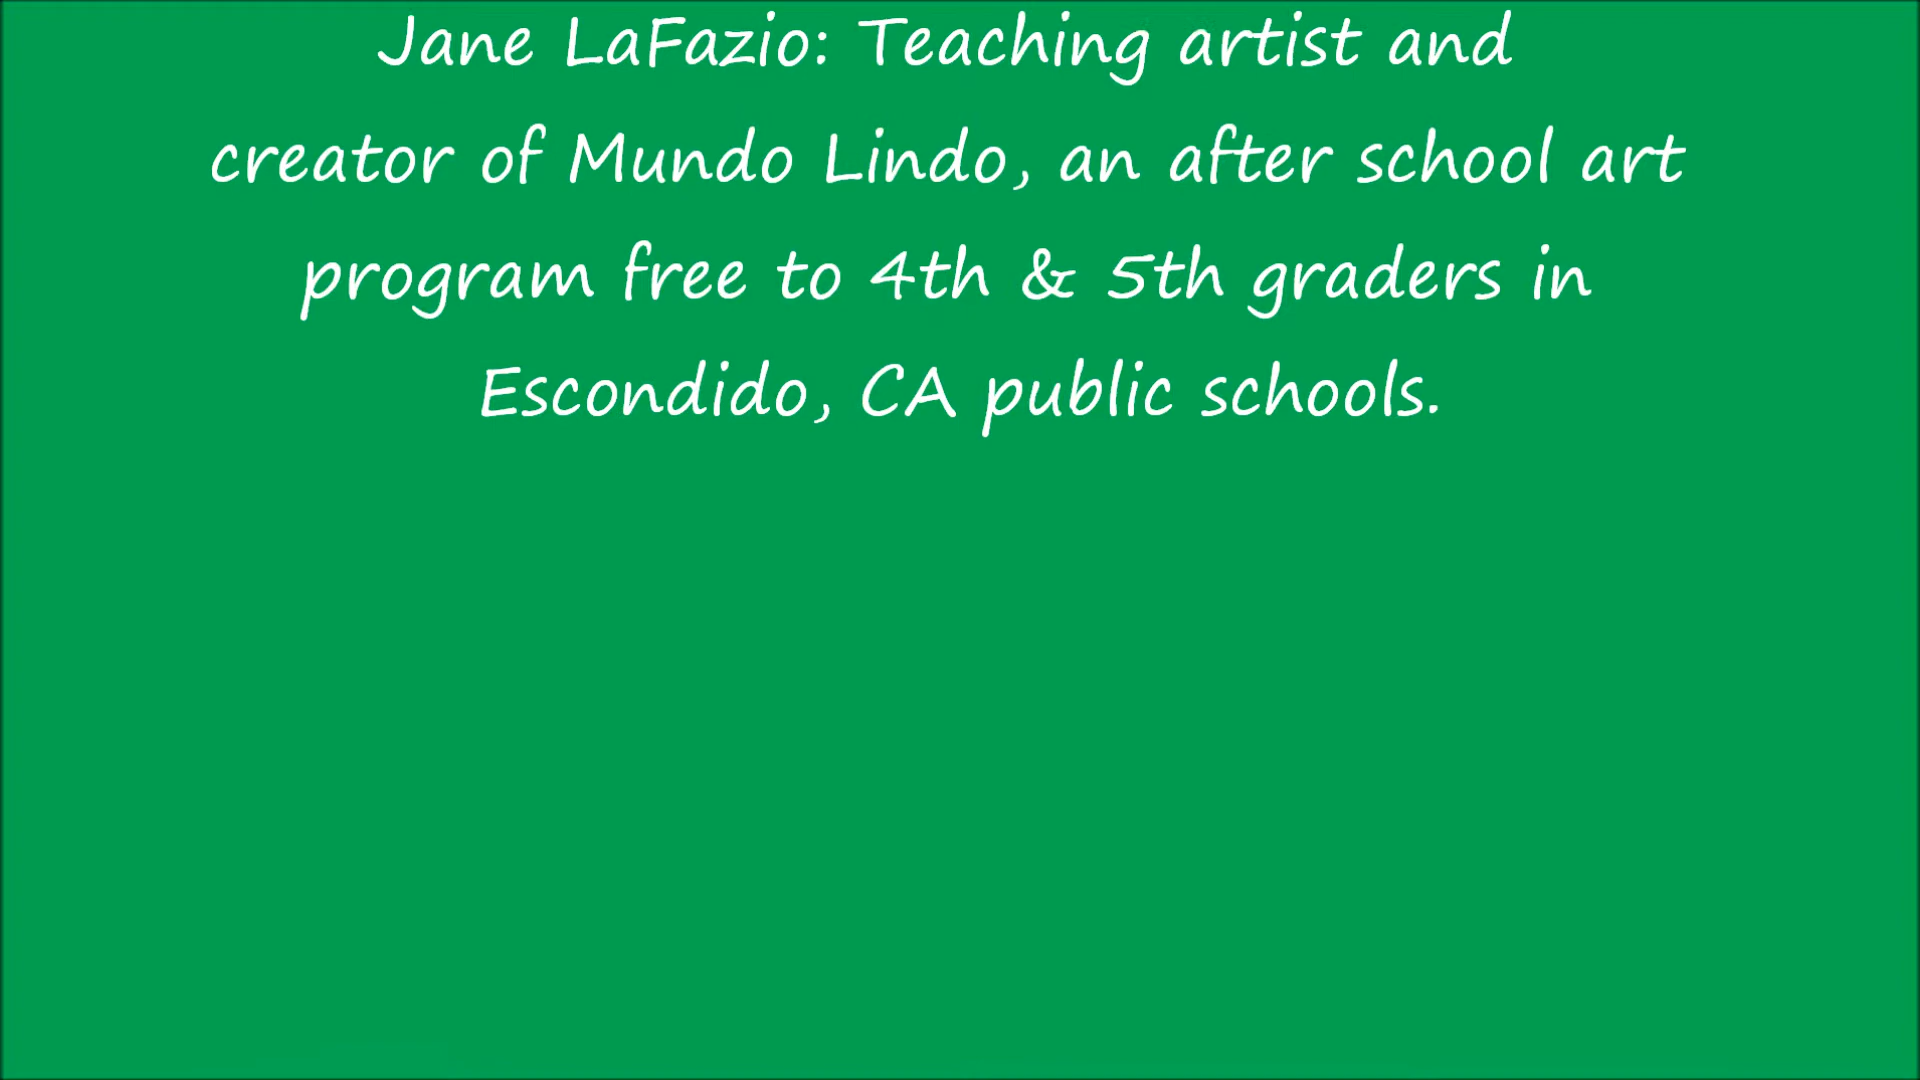 Jane LaFazio: Teaching artist and
creator of Mundo Lindo, an after school art
program free to 4th & 5th graders in
Escondido, CA public schools.